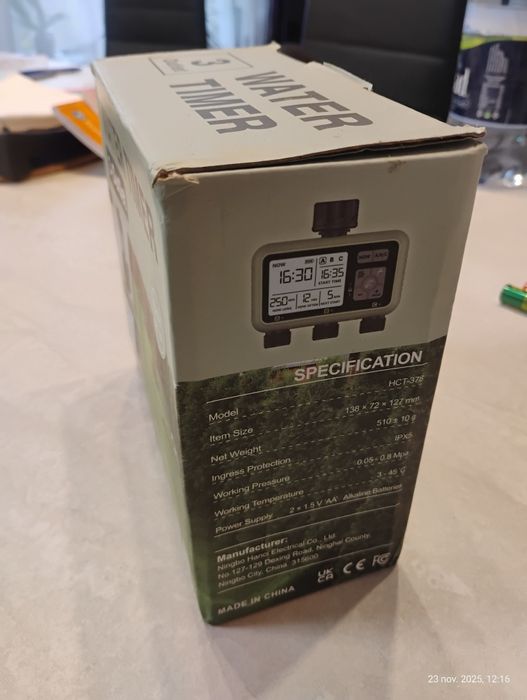 3
Outlet
WATER
TIMER
NOW
A B C
16:30
16:35
START TIME
250
12
5
SPECIFICATION
Model HCT-378
Item Size 138 × 72 × 127 mm
Net Weight 510 ± 10 g
Ingress Protection IPX5
Working Pressure 0.05 - 0.8 Mpa
Working Temperature 3 - 45°C
Power Supply 2 × 1.5 V 'AA' Alkaline Batteries
Manufacturer:
Ningbo Hanci Electrical Co., Ltd.
No 127-129 Dexing Road, Ninghai County,
Ningbo City, China 315600
UK
CA CE FC
MADE IN CHINA
23 nov. 2025, 12:16